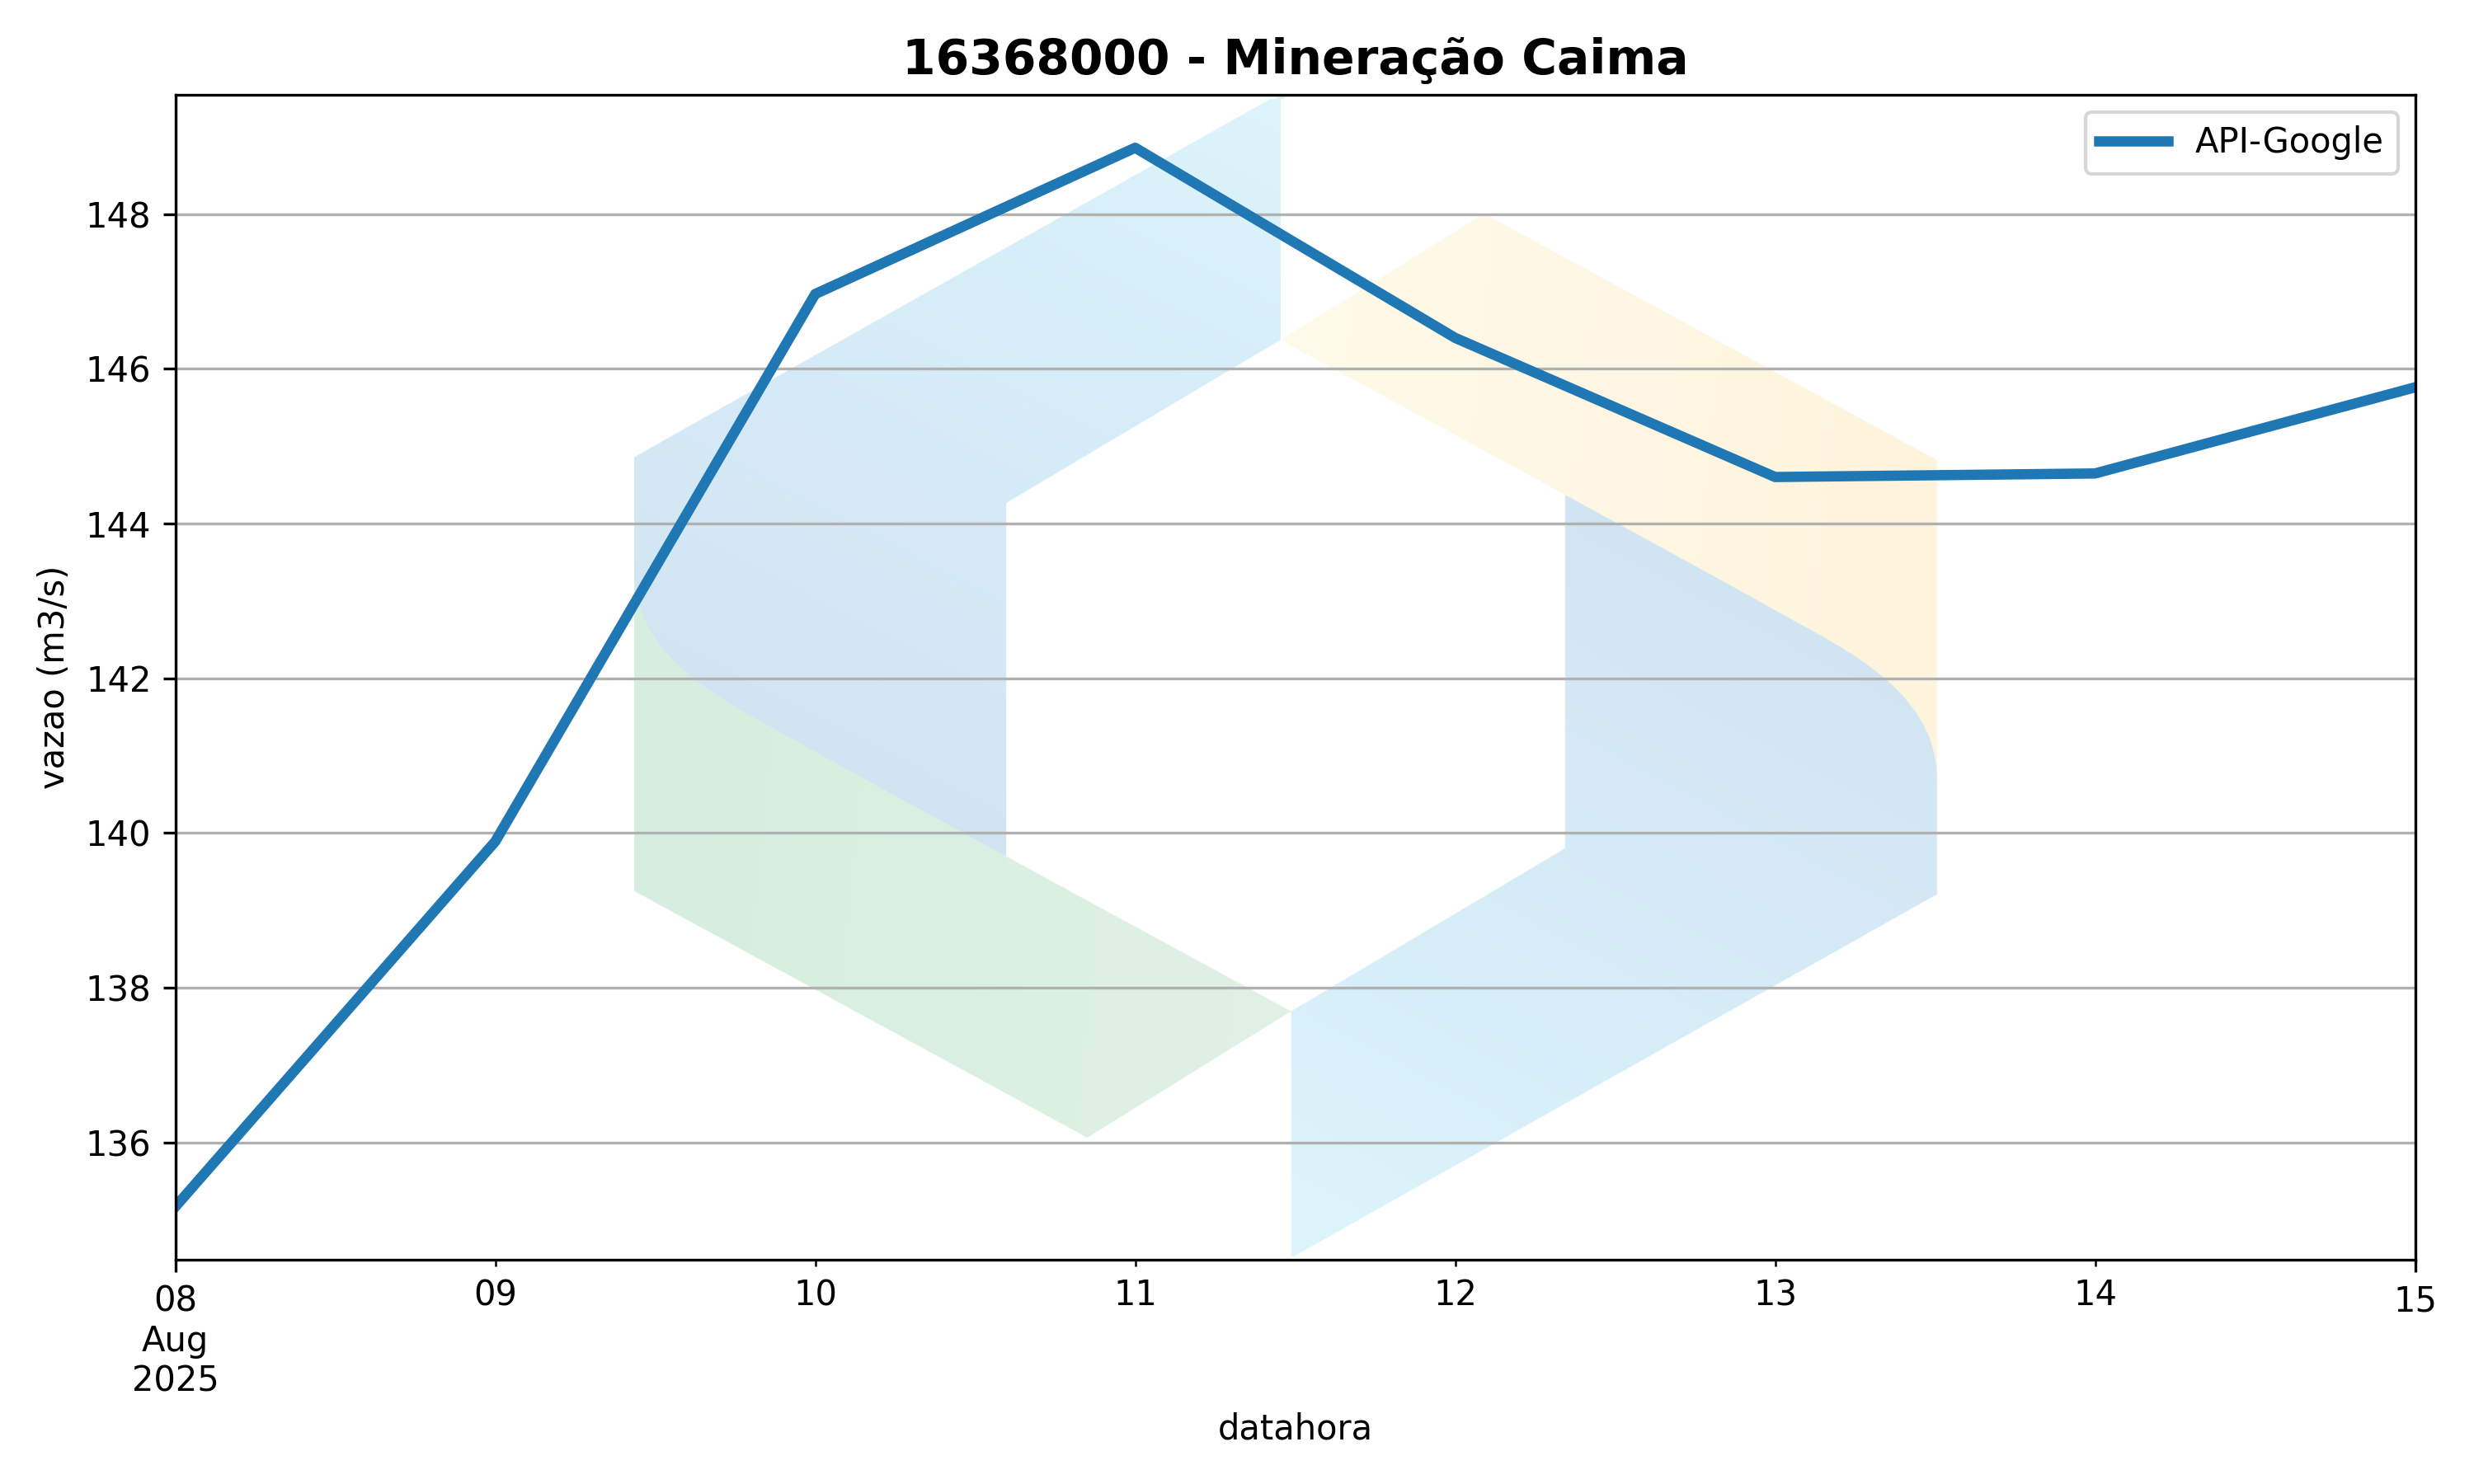 16368000 - Mineração Caima
API-Google
148
146
144
142
140
138
136
vazao (m3/s)
08 09 10 11 12 13 14 15
Aug
2025
datahora